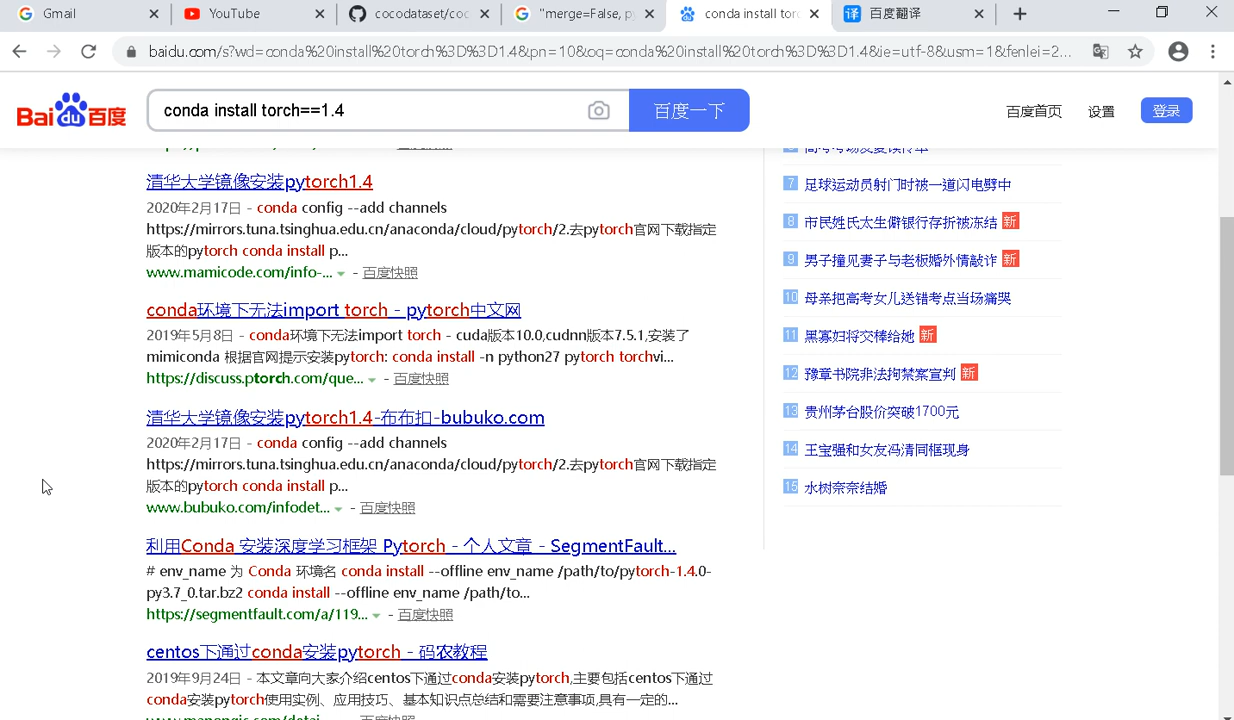 Gmail
YouTube
cocodataset/coc
"merge=False, py
conda install torc
百度翻译
baidu.com/s?wd=conda%20install%20torch%3D%3D1.4&pn=10&oq=conda%20install%20torch%3D%3D1.4&ie=utf-8&usm=1&fenlei=2...
Bai du 百度
conda install torch==1.4
百度一下
百度首页
设置
登录
清华大学镜像安装pytorch1.4
2020年2月17日 - conda config --add channels
https://mirrors.tuna.tsinghua.edu.cn/anaconda/cloud/pytorch/2.去pytorch官网下载指定
版本的pytorch conda install p...
www.mamicode.com/info-... - 百度快照
conda环境下无法import torch - pytorch中文网
2019年5月8日 - conda环境下无法import torch - cuda版本10.0,cudnn版本7.5.1,安装了
mimiconda 根据官网提示安装pytorch: conda install -n python27 pytorch torchvi...
https://discuss.ptorch.com/que... - 百度快照
清华大学镜像安装pytorch1.4-布布扣-bubuko.com
2020年2月17日 - conda config --add channels
https://mirrors.tuna.tsinghua.edu.cn/anaconda/cloud/pytorch/2.去pytorch官网下载指定
版本的pytorch conda install p...
www.bubuko.com/infodet... - 百度快照
利用Conda 安装深度学习框架 Pytorch - 个人文章 - SegmentFault...
# env_name 为 Conda 环境名 conda install --offline env_name /path/to/pytorch-1.4.0-
py3.7_0.tar.bz2 conda install --offline env_name /path/to...
https://segmentfault.com/a/119... - 百度快照
centos下通过conda安装pytorch - 码农教程
2019年9月24日 - 本文章向大家介绍centos下通过conda安装pytorch,主要包括centos下通过
conda安装pytorch使用实例、应用技巧、基本知识点总结和需要注意事项,具有一定的...
7 足球运动员射门时被一道闪电劈中
8 市民姓氏太生僻银行存折被冻结 新
9 男子撞见妻子与老板婚外情敲诈 新
10 母亲把高考女儿送错考点当场痛哭
11 黑寡妇将交棒给她 新
12 豫章书院非法拘禁案宣判 新
13 贵州茅台股价突破1700元
14 王宝强和女友冯清同框现身
15 水树奈奈结婚